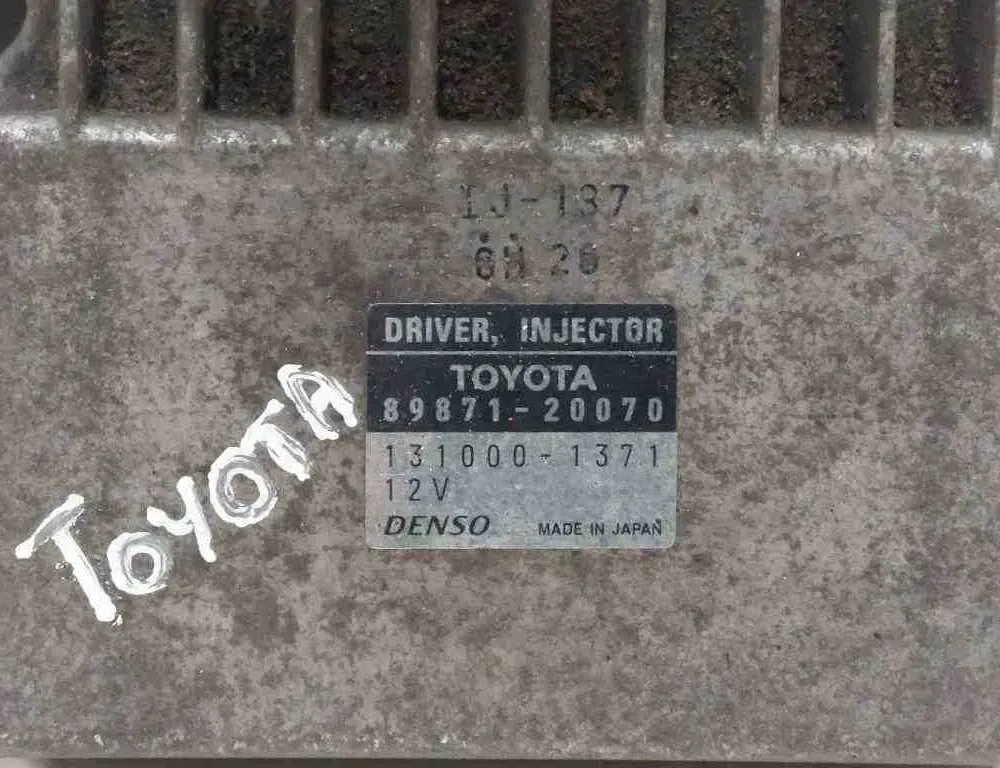 IJ-137
6H 26
DRIVER, INJECTOR
TOYOTA
89871-20070
131000-1371
12V
DENSO MADE IN JAPAN
TOYOTA